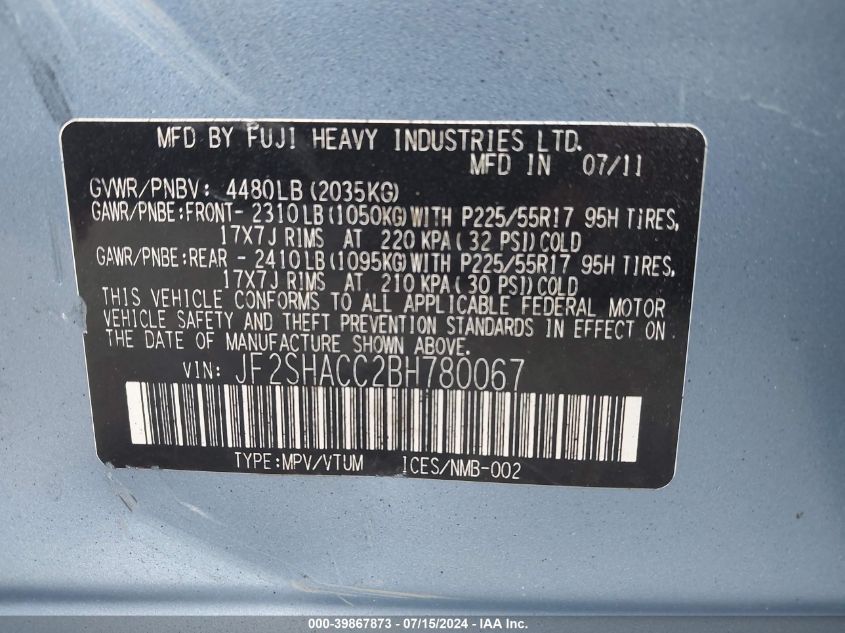 MFD BY FUJI HEAVY INDUSTRIES LTD.
MFD IN 07/11
GVWR/PNBV: 4480LB(2035KG)
GAWR/PNBE:FRONT- 2310LB(1050KG)WITH P225/55R17 95H TIRES,
17X7J RIMS AT 220 KPA(32 PSI)COLD
GAWR/PNBE:REAR - 2410LB(1095KG)WITH P225/55R17 95H TIRES,
17X7J RIMS AT 210 KPA(30 PSI)COLD
THIS VEHICLE CONFORMS TO ALL APPLICABLE FEDERAL MOTOR
VEHICLE SAFETY AND THEFT PREVENTION STANDARDS IN EFFECT ON
THE DATE OF MANUFACTURE SHOWN ABOVE.
VIN: JF2SHACC2BH780067
TYPE:MPV/VTUM ICES/NMB-002
000-39867873 - 07/15/2024 - IAA Inc.